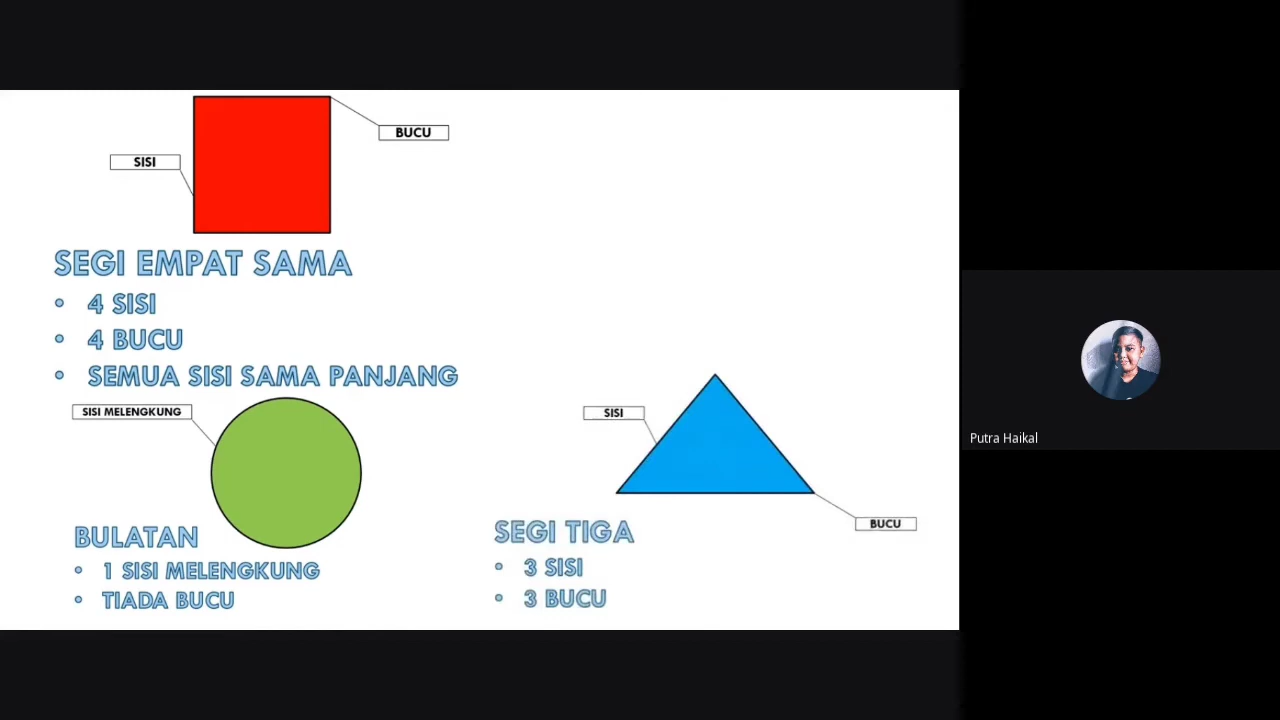 BUCU
SISI
SEGI EMPAT SAMA
• 4 SISI
• 4 BUCU
• SEMUA SISI SAMA PANJANG
SISI MELENGKUNG
BULATAN
• 1 SISI MELENGKUNG
• TIADA BUCU
SISI
BUCU
SEGI TIGA
• 3 SISI
• 3 BUCU
Putra Haikal